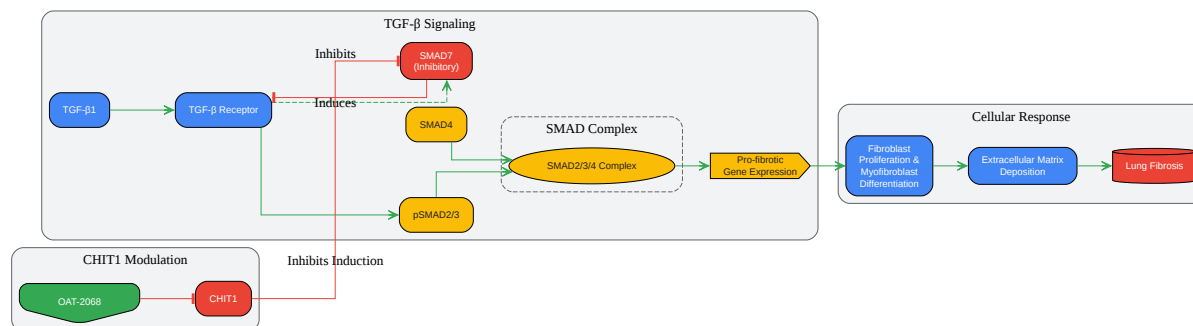 TGF-β Signaling
Inhibits
SMAD7
(Inhibitory)
TGF-β1
TGF-β Receptor
Induces
SMAD4
SMAD Complex
SMAD2/3/4 Complex
Pro-fibrotic
Gene Expression
pSMAD2/3
Cellular Response
Fibroblast
Proliferation &
Myofibroblast
Differentiation
Extracellular Matrix
Deposition
Lung Fibrosis
CHIT1 Modulation
Inhibits Induction
OAT-2068
CHIT1